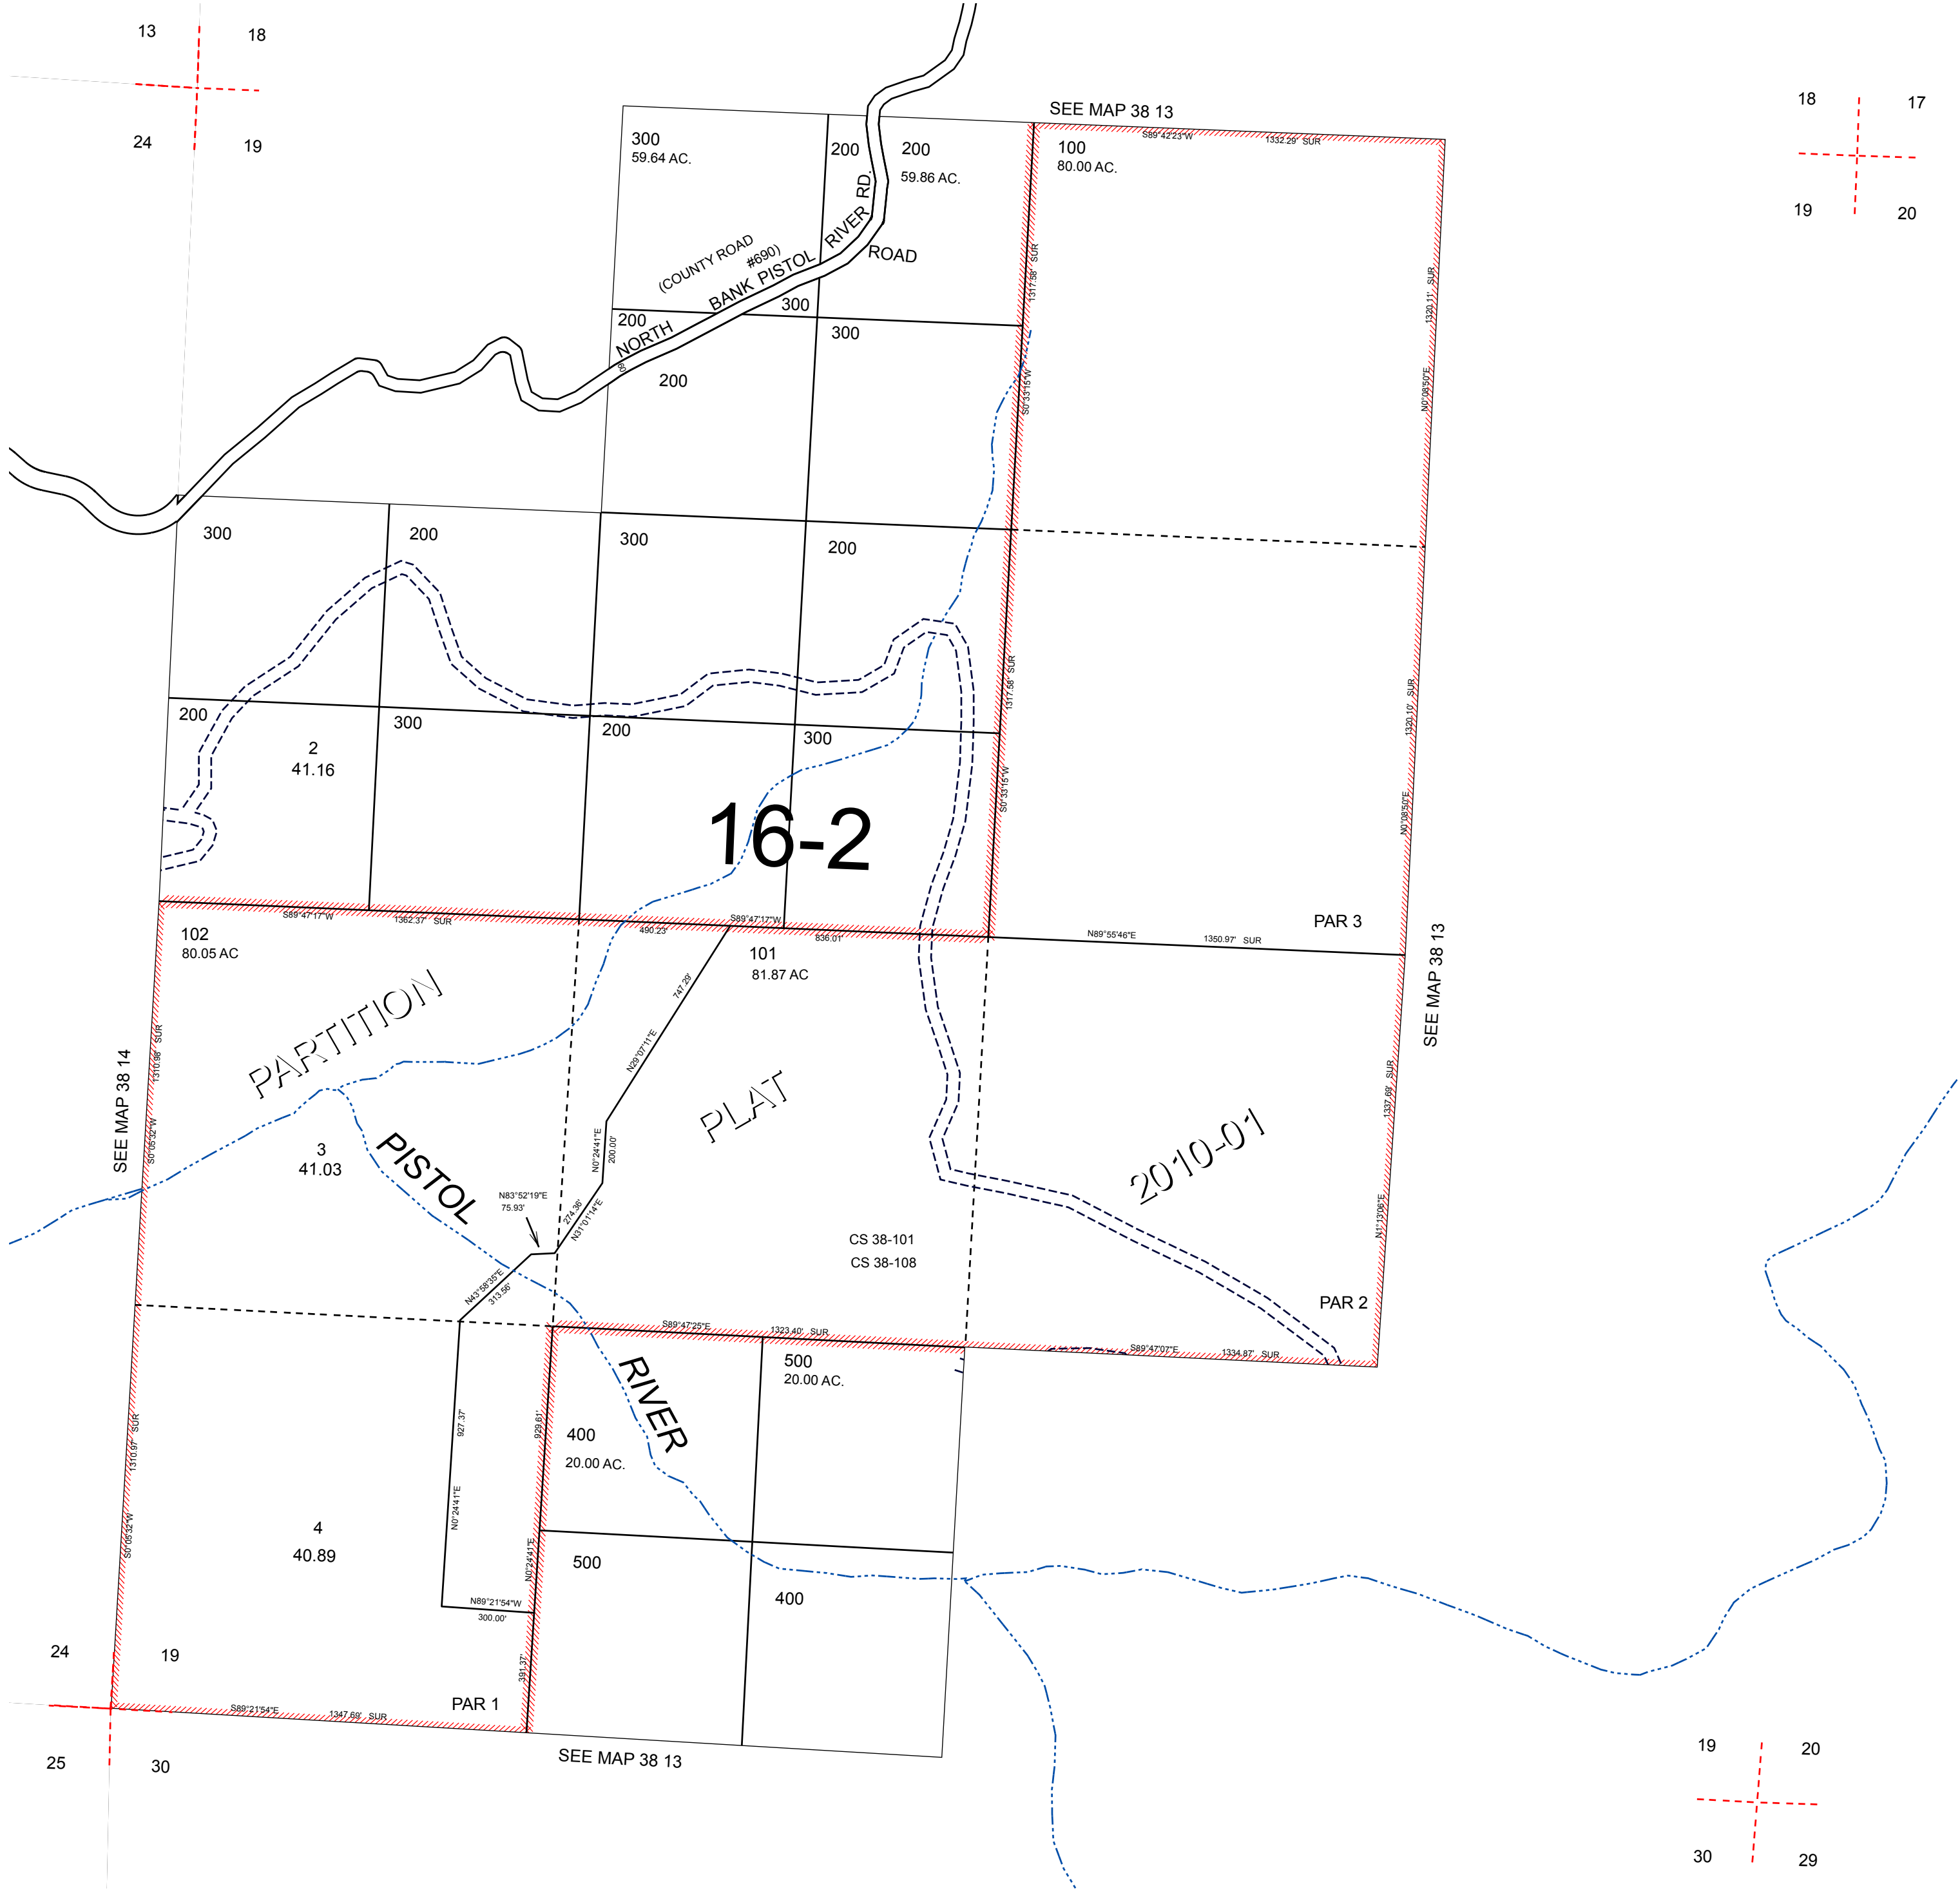 13 18
24 19
18 17
19 20
SEE MAP 38 13
S89°42'23"W 1332.29' SUR
300
59.64 AC.
200
200
59.86 AC.
100
80.00 AC.
(COUNTY ROAD
#690)
NORTH BANK PISTOL RIVER RD.
ROAD
60
1317.58' SUR
S0°33'15"W
1320.11' SUR
N0°08'50"E
200
300
300
200
300
200
300
200
1317.58' SUR
S0°33'15"W
1320.10' SUR
N0°08'50"E
200
300
200
300
2
41.16
16-2
S89°47'17"W 1362.37' SUR
490.23'
S89°47'17"W
836.01'
N89°55'46"E 1350.97' SUR
PAR 3
SEE MAP 38 13
102
80.05 AC
101
81.87 AC
PARTITION
PLAT
2010-01
747.29'
N29°07'11"E
1310.98' SUR
S0°05'32"W
SEE MAP 38 14
3
41.03
PISTOL
N0°24'41"E
200.00'
N83°52'19"E
75.93'
274.36'
N31°01'14"E
N43°58'35"E
313.56'
CS 38-101
CS 38-108
1337.69' SUR
N1°13'06"E
PAR 2
S89°47'25"E 1323.40' SUR
S89°47'07"E 1334.87' SUR
RIVER
500
20.00 AC.
400
20.00 AC.
927.37'
N0°24'41"E
929.61'
N0°24'41"E
1310.97' SUR
S0°05'32"W
4
40.89
500
400
N89°21'54"W
300.00'
391.37'
24 19
PAR 1
S89°21'54"E 1347.69' SUR
SEE MAP 38 13
25 30
19 20
30 29